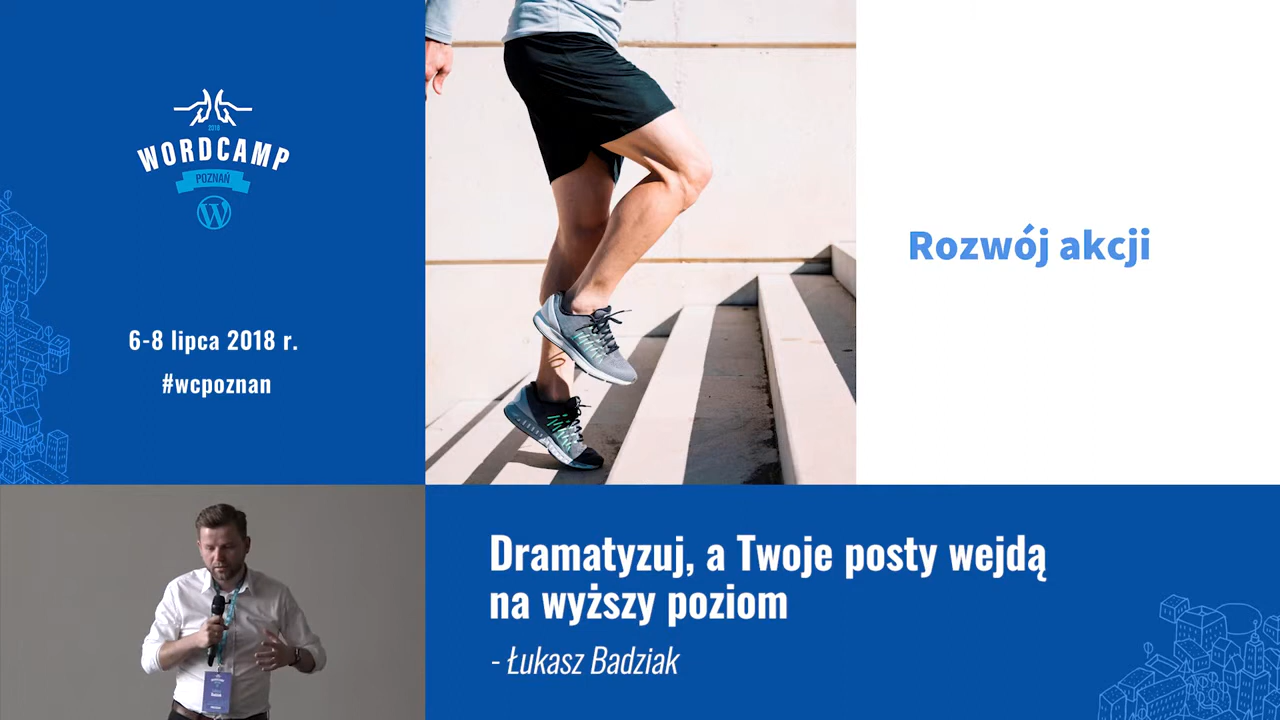 2018
WORDCAMP
POZNAŃ
6-8 lipca 2018 r.
#wcpoznan
Rozwój akcji
Dramatyzuj, a Twoje posty wejdą
na wyższy poziom
- Łukasz Badziak